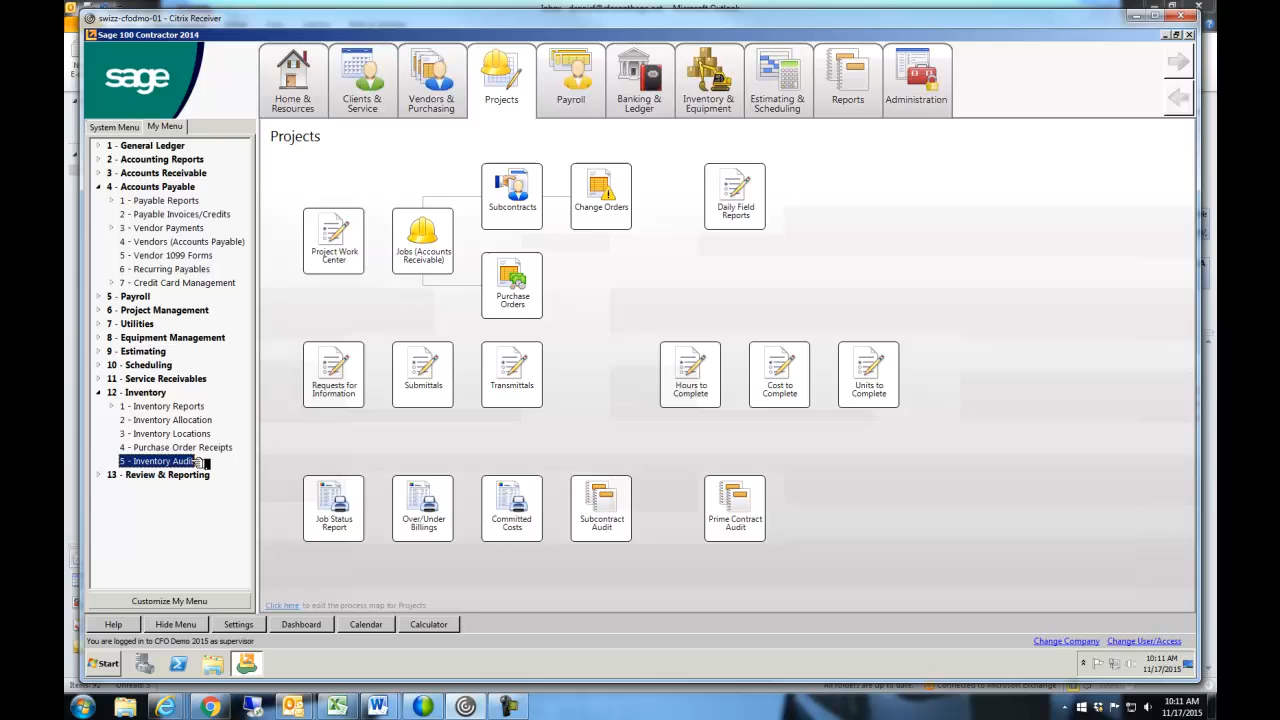 swizz-cfodmo-01 - Citrix Receiver
Sage 100 Contractor 2014
sage
Home & Resources
Clients & Service
Vendors & Purchasing
Projects
Payroll
Banking & Ledger
Inventory & Equipment
Estimating & Scheduling
Reports
Administration
System Menu
My Menu
1 - General Ledger
2 - Accounting Reports
3 - Accounts Receivable
4 - Accounts Payable
1 - Payable Reports
2 - Payable Invoices/Credits
3 - Vendor Payments
4 - Vendors (Accounts Payable)
5 - Vendor 1099 Forms
6 - Recurring Payables
7 - Credit Card Management
5 - Payroll
6 - Project Management
7 - Utilities
8 - Equipment Management
9 - Estimating
10 - Scheduling
11 - Service Receivables
12 - Inventory
1 - Inventory Reports
2 - Inventory Allocation
3 - Inventory Locations
4 - Purchase Order Receipts
5 - Inventory Audit
13 - Review & Reporting
Customize My Menu
Projects
Subcontracts
Change Orders
Daily Field Reports
Project Work Center
Jobs (Accounts Receivable)
Purchase Orders
Requests for Information
Submittals
Transmittals
Hours to Complete
Cost to Complete
Units to Complete
Job Status Report
Over/Under Billings
Committed Costs
Subcontract Audit
Prime Contract Audit
Click here to edit the process map for Projects
Help
Hide Menu
Settings
Dashboard
Calendar
Calculator
You are logged in to CFO Demo 2015 as supervisor
Change Company
Change User/Access
Start
10:11 AM
11/17/2015
10:11 AM
11/17/2015